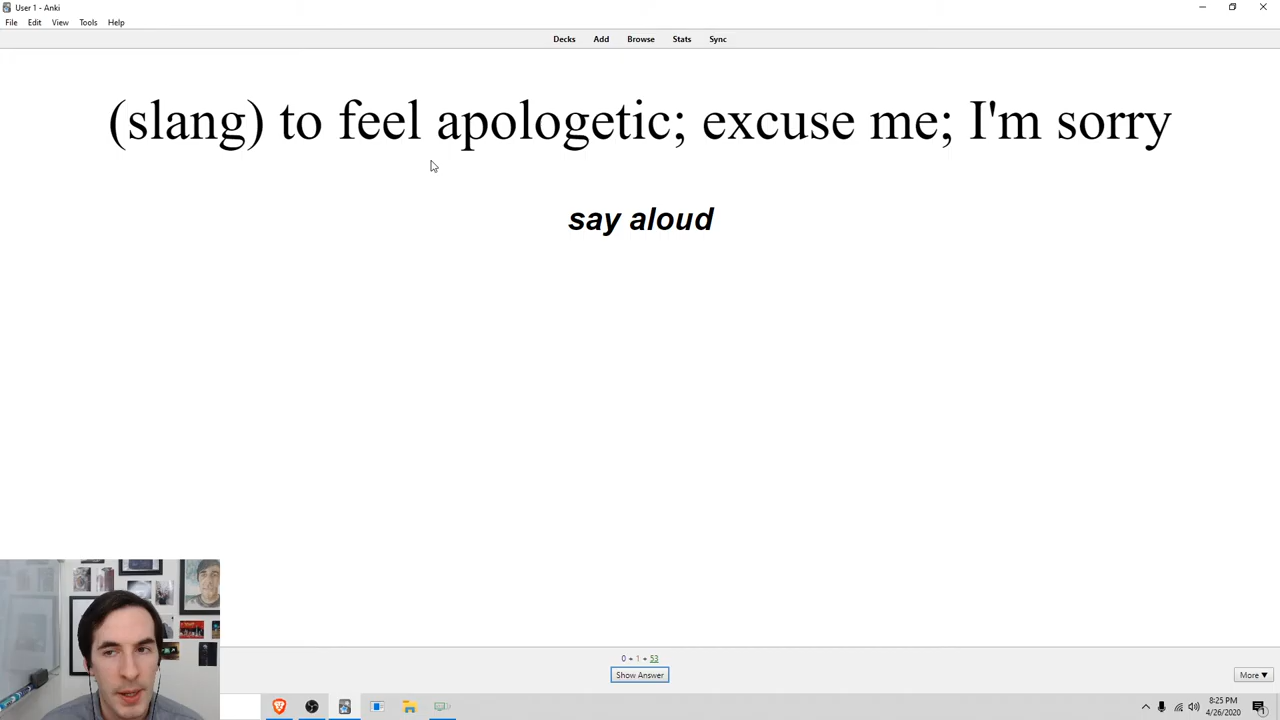 User 1 - Anki
File Edit View Tools Help
Decks Add Browse Stats Sync
(slang) to feel apologetic; excuse me; I'm sorry
say aloud
0 + 1 + 53
Show Answer
More ▼
8:25 PM
4/26/2020